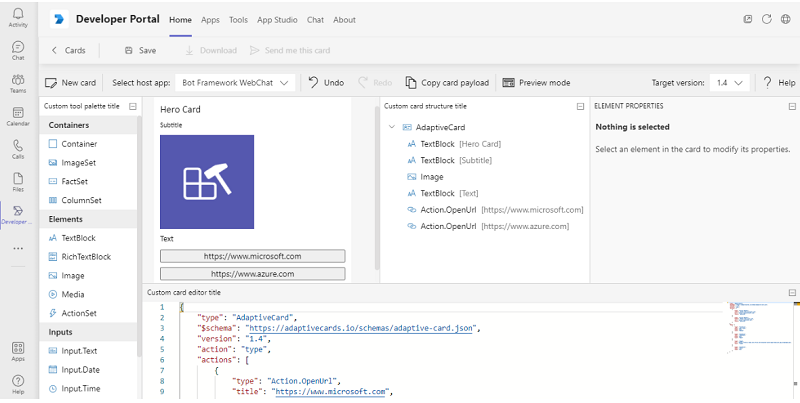 Activity
Chat
Teams
Calendar
Calls
Files
Developer ...
Apps
Help
Developer Portal Home Apps Tools App Studio Chat About
Cards Save Download Send me this card
New card Select host app: Bot Framework WebChat Undo Redo Copy card payload Preview mode Target version: 1.4 Help
Custom tool palette title
Containers
Container
ImageSet
FactSet
ColumnSet
Elements
TextBlock
RichTextBlock
Image
Media
ActionSet
Inputs
Input.Text
Input.Date
Input.Time
Hero Card
Subtitle
Text
https://www.microsoft.com
https://www.azure.com
Custom card structure title
AdaptiveCard
TextBlock [Hero Card]
TextBlock [Subtitle]
Image
TextBlock [Text]
Action.OpenUrl [https://www.microsoft.com]
Action.OpenUrl [https://www.azure.com]
ELEMENT PROPERTIES
Nothing is selected
Select an element in the card to modify its properties.
Custom card editor title
1 {
2 "type": "AdaptiveCard",
3 "$schema": "https://adaptivecards.io/schemas/adaptive-card.json",
4 "version": "1.4",
5 "action": "type",
6 "actions": [
7 {
8 "type": "Action.OpenUrl",
9 "title": "https://www.microsoft.com",